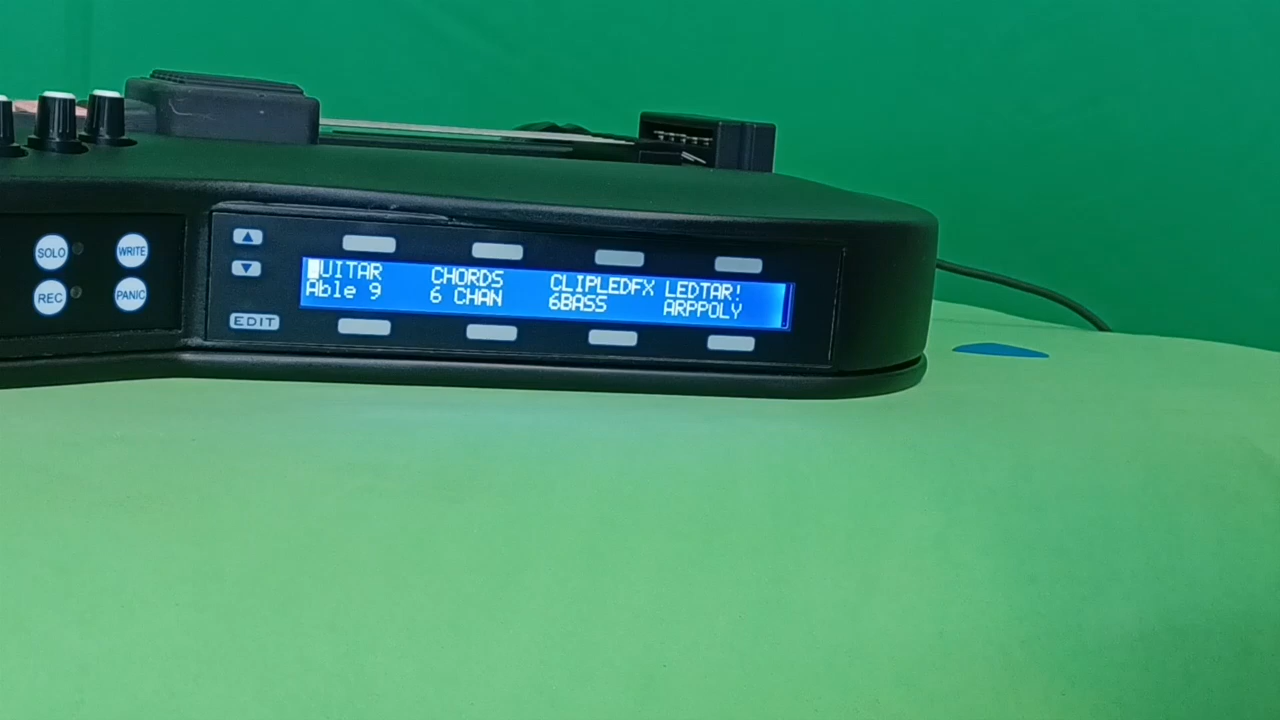 SOLO
WRITE
REC
PANIC
EDIT
UITAR CHORDS CLIPLEDFX LEDTAR!
Able 9 6 CHAN 6BASS ARPPOLY